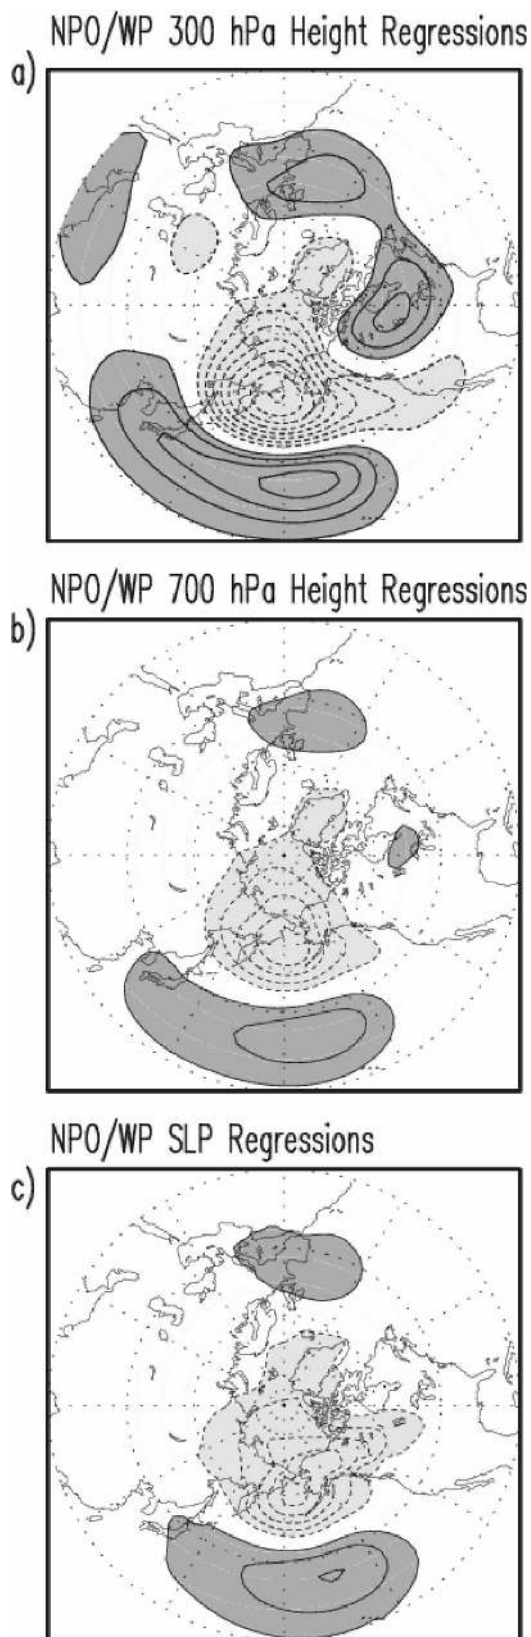 NPO/WP 300 hPa Height Regressions
a)
NPO/WP 700 hPa Height Regressions
b)
NPO/WP SLP Regressions
c)